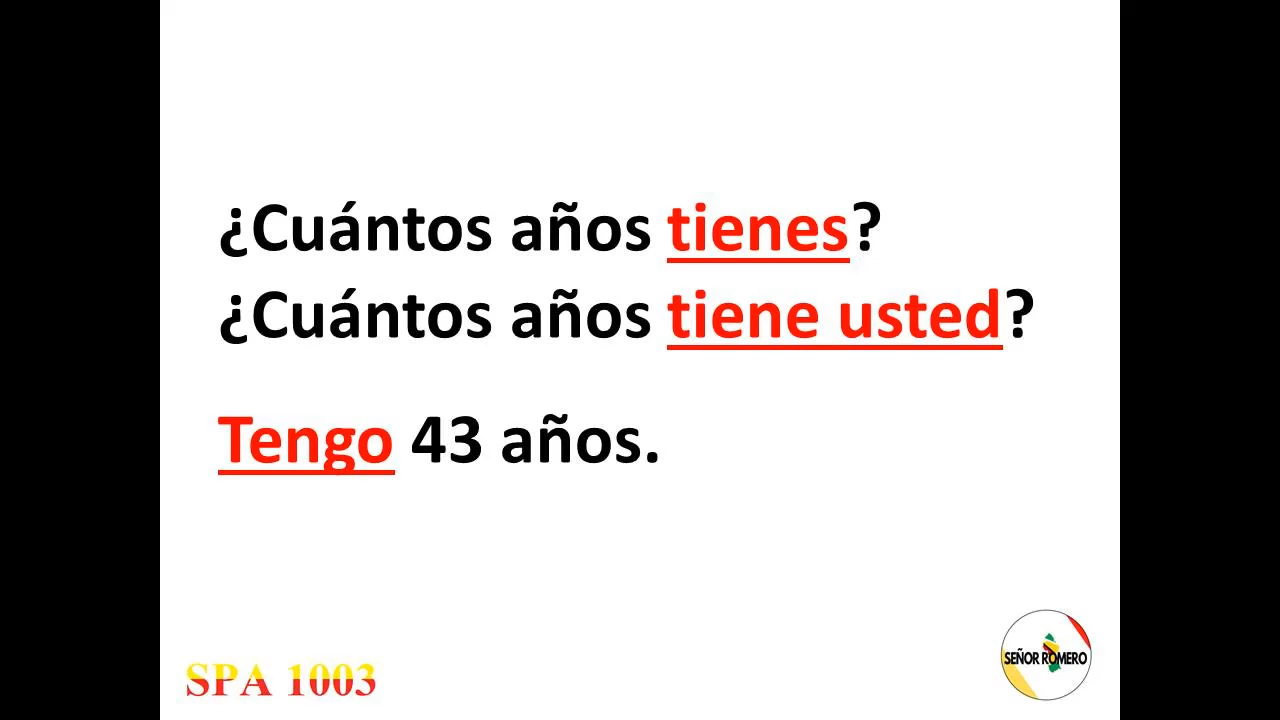 ¿Cuántos años tienes?
¿Cuántos años tiene usted?
Tengo 43 años.
SEÑOR ROMERO
SPA 1003